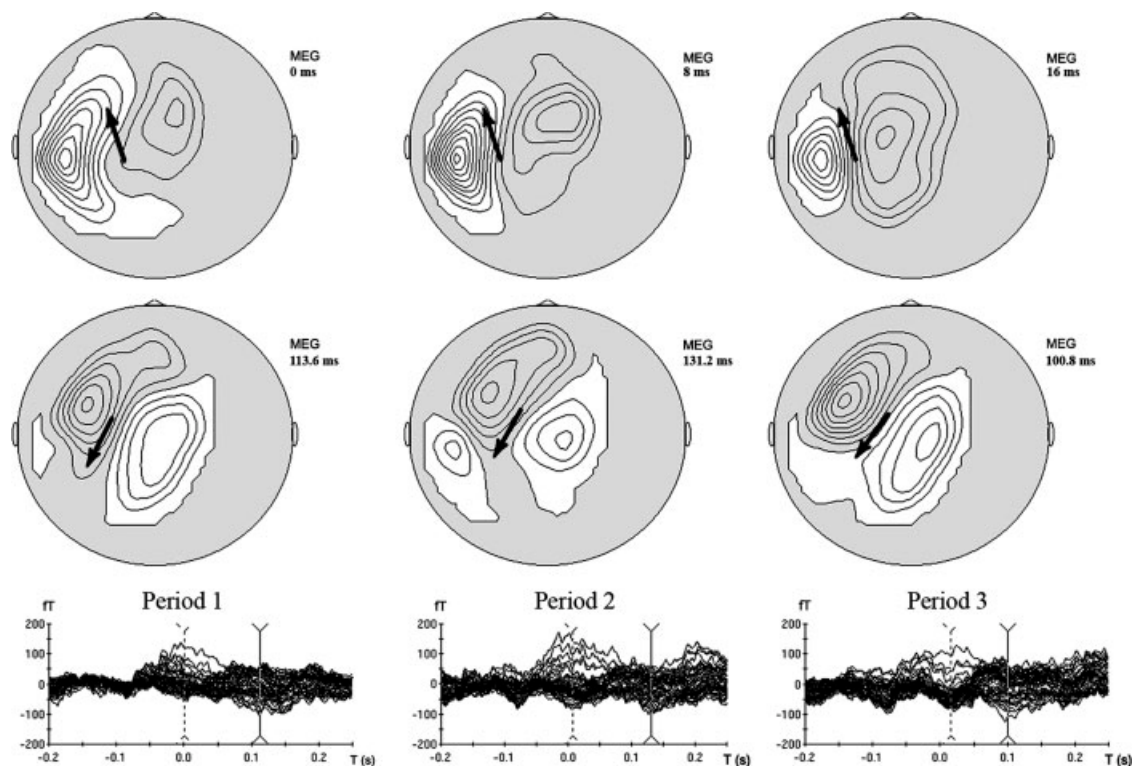 MEG
0 ms
MEG
8 ms
MEG
16 ms
MEG
113.6 ms
MEG
131.2 ms
MEG
100.8 ms
fT Period 1
fT Period 2
fT Period 3
200
100
0
-100
-200
-0.2 -0.1 0.0 0.1 0.2 T (s)
200
100
0
-100
-200
-0.2 -0.1 0.0 0.1 0.2 T (s)
200
100
0
-100
-200
-0.2 -0.1 0.0 0.1 0.2 T (s)